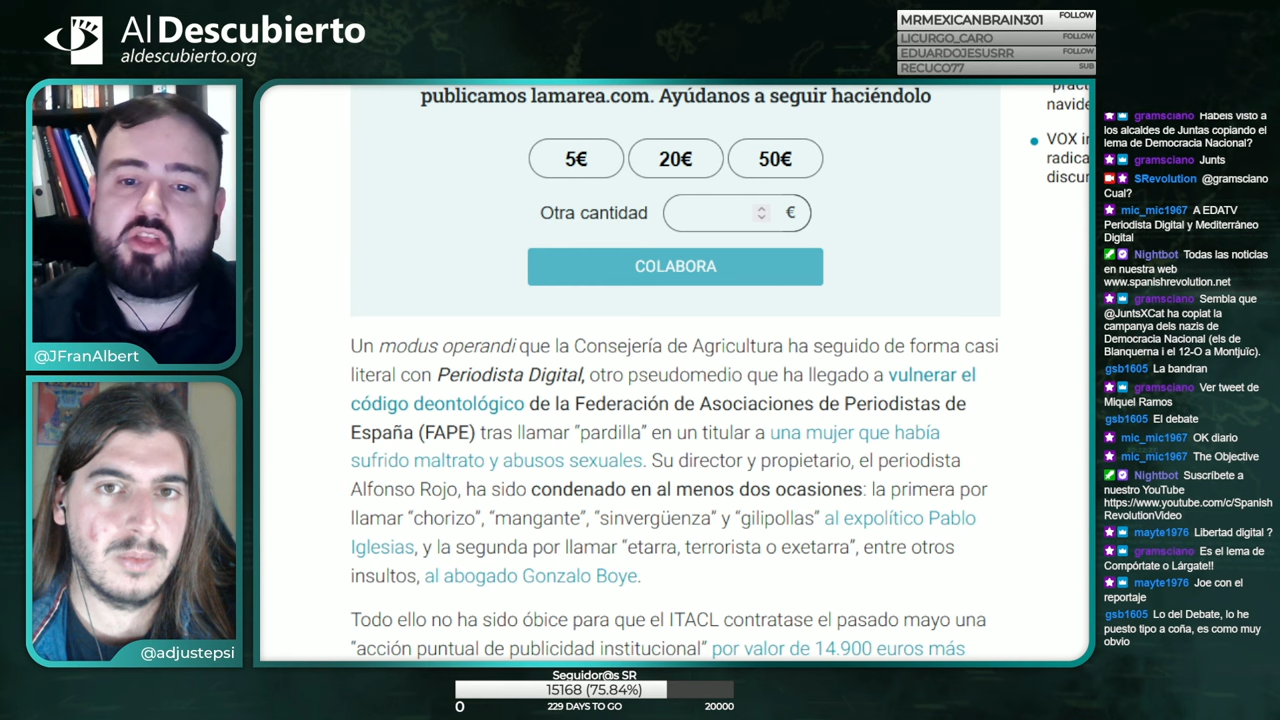 Al Descubierto
aldescubierto.org
MRMEXICANBRAIN301 FOLLOW
LICURGO_CARO FOLLOW
EDUARDOJESUSRR FOLLOW
RECUCO77 SUB
@JFranAlbert
@adjustepsi
publicamos lamarea.com. Ayúdanos a seguir haciéndolo
5€ 20€ 50€
Otra cantidad €
COLABORA
Un modus operandi que la Consejería de Agricultura ha seguido de forma casi
literal con Periodista Digital, otro pseudomedio que ha llegado a vulnerar el
código deontológico de la Federación de Asociaciones de Periodistas de
España (FAPE) tras llamar “pardilla” en un titular a una mujer que había
sufrido maltrato y abusos sexuales. Su director y propietario, el periodista
Alfonso Rojo, ha sido condenado en al menos dos ocasiones: la primera por
llamar “chorizo”, “mangante”, “sinvergüenza” y “gilipollas” al expolítico Pablo
Iglesias, y la segunda por llamar “etarra, terrorista o exetarra”, entre otros
insultos, al abogado Gonzalo Boye.
Todo ello no ha sido óbice para que el ITACL contratase el pasado mayo una
“acción puntual de publicidad institucional” por valor de 14.900 euros más
navide
VOX i
radica
discur
gramsciano Habéis visto a
los alcaldes de Juntas copiando el
lema de Democracia Nacional?
gramsciano Junts
SRevolution @gramsciano
Cual?
mic_mic1967 A EDATV
Periodista Digital y Mediterráneo
Digital
Nightbot Todas las noticias
en nuestra web
www.spanishrevolution.net
gramsciano Sembla que
@JuntsXCat ha copiat la
campanya dels nazis de
Democracia Nacional (els de
Blanquerna i el 12-O a Montjuïc).
gsb1605 La bandran
gramsciano Ver tweet de
Miquel Ramos
gsb1605 El debate
mic_mic1967 OK diario
mic_mic1967 The Objective
Nightbot Suscríbete a
nuestro YouTube
https://www.youtube.com/c/Spanish
RevolutionVideo
mayte1976 Libertad digital ?
gramsciano Es el lema de
Compórtate o Lárgate!!
mayte1976 Joe con el
reportaje
gsb1605 Lo del Debate, lo he
puesto tipo a coña, es como muy
obvio
Seguidor@s SR
15168 (75.84%)
0 229 DAYS TO GO 20000